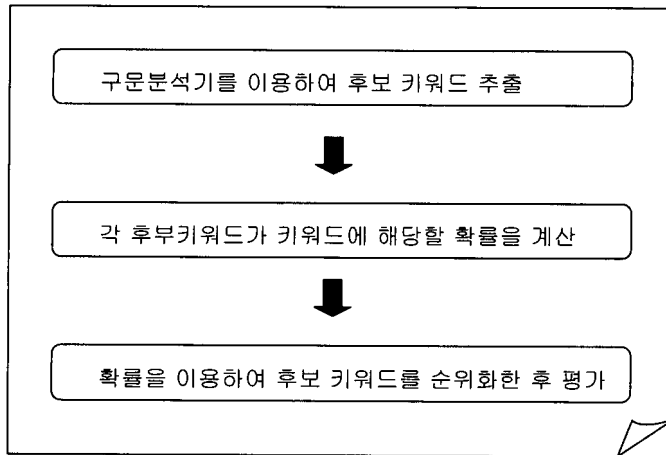 구문분석기를 이용하여 후보 키워드 추출
각 후부키워드가 키워드에 해당할 확률을 계산
확률을 이용하여 후보 키워드를 순위화한 후 평가